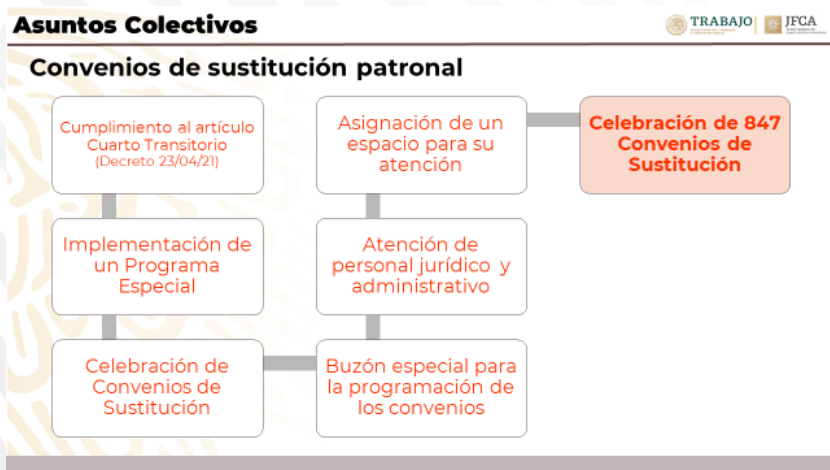 Asuntos Colectivos
TRABAJO
JFCA
Convenios de sustitución patronal
Cumplimiento al artículo
Cuarto Transitorio
(Decreto 23/04/21)
Implementación de
un Programa
Especial
Celebración de
Convenios de
Sustitución
Buzón especial para
la programación de
los convenios
Atención de
personal jurídico y
administrativo
Asignación de un
espacio para su
atención
Celebración de 847
Convenios de
Sustitución